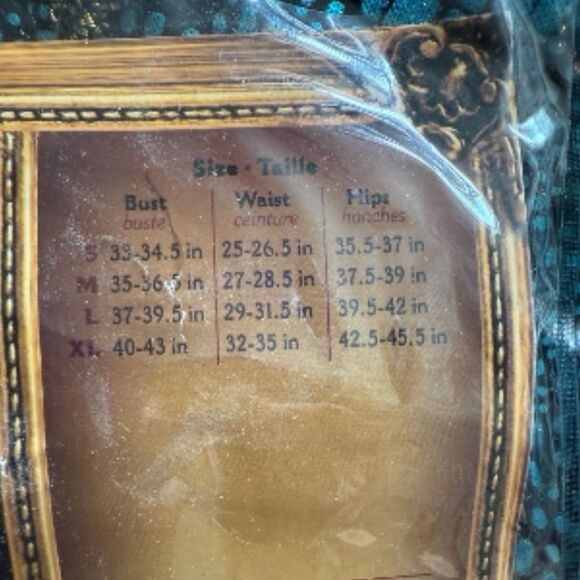 Size • Taille
Bust Waist Hips
buste ceinture hanches
S 33-34.5 in 25-26.5 in 35.5-37 in
M 35-36.5 in 27-28.5 in 37.5-39 in
L 37-39.5 in 29-31.5 in 39.5-42 in
XL 40-43 in 32-35 in 42.5-45.5 in